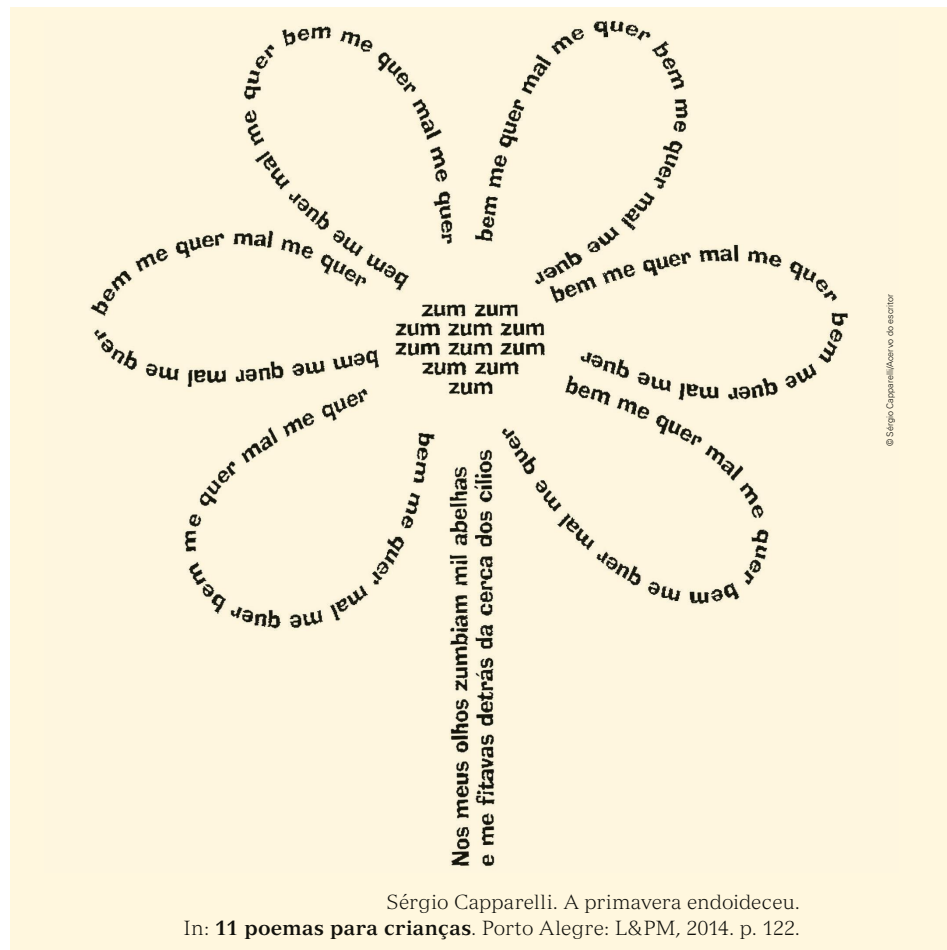 bem me quer mal me quer bem me quer mal me quer
bem me quer mal me quer bem me quer mal me quer
bem me quer mal me quer bem me quer mal me quer
bem me quer mal me quer bem me quer mal me quer
bem me quer mal me quer bem me quer mal me quer
bem me quer mal me quer bem me quer mal me quer
zum zum
zum zum zum
zum zum zum
zum zum
zum
Nos meus olhos zumbiam mil abelhas
e me fitavas detrás da cerca dos cílios
© Sérgio Capparelli/Acervo do escritor
Sérgio Capparelli. A primavera endoideceu.
In: 11 poemas para crianças. Porto Alegre: L&PM, 2014. p. 122.